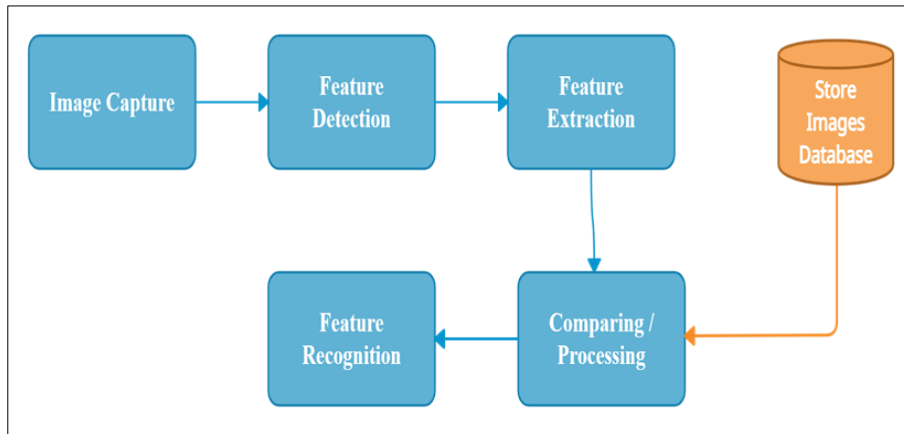 Image Capture
Feature
Detection
Feature
Extraction
Store
Images
Database
Feature
Recognition
Comparing /
Processing